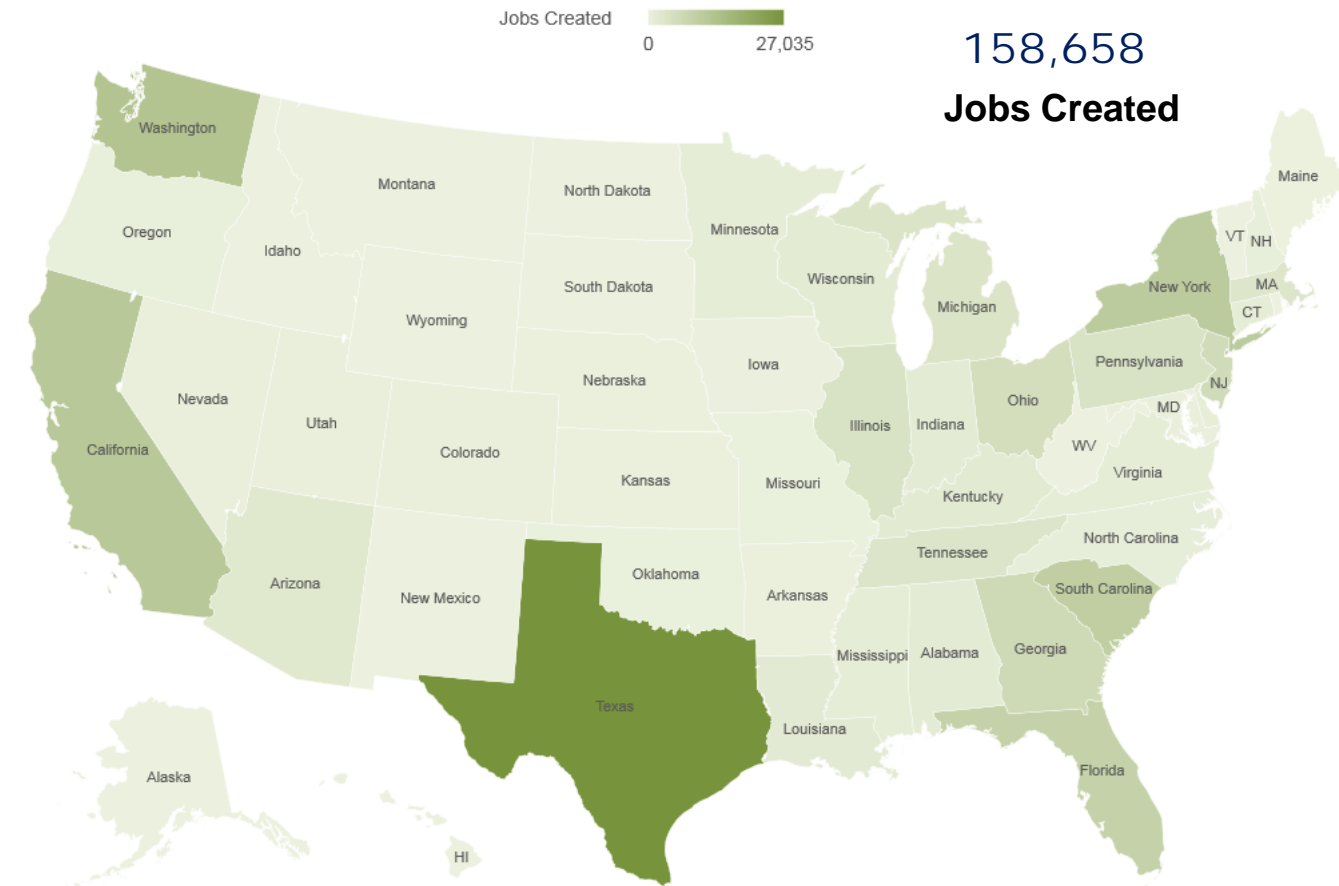 Jobs Created
0
27,035
158,658
Jobs Created
Washington
Montana
North Dakota
Minnesota
Maine
Oregon
Idaho
VT
NH
South Dakota
Wisconsin
New York
MA
Michigan
CT
Wyoming
Iowa
Pennsylvania
Nebraska
NJ
Nevada
Ohio
MD
Utah
Illinois
Indiana
California
Colorado
WV
Kansas
Missouri
Virginia
Kentucky
North Carolina
Tennessee
Arizona
Oklahoma
New Mexico
Arkansas
South Carolina
Mississippi
Alabama
Georgia
Texas
Louisiana
Florida
Alaska
HI